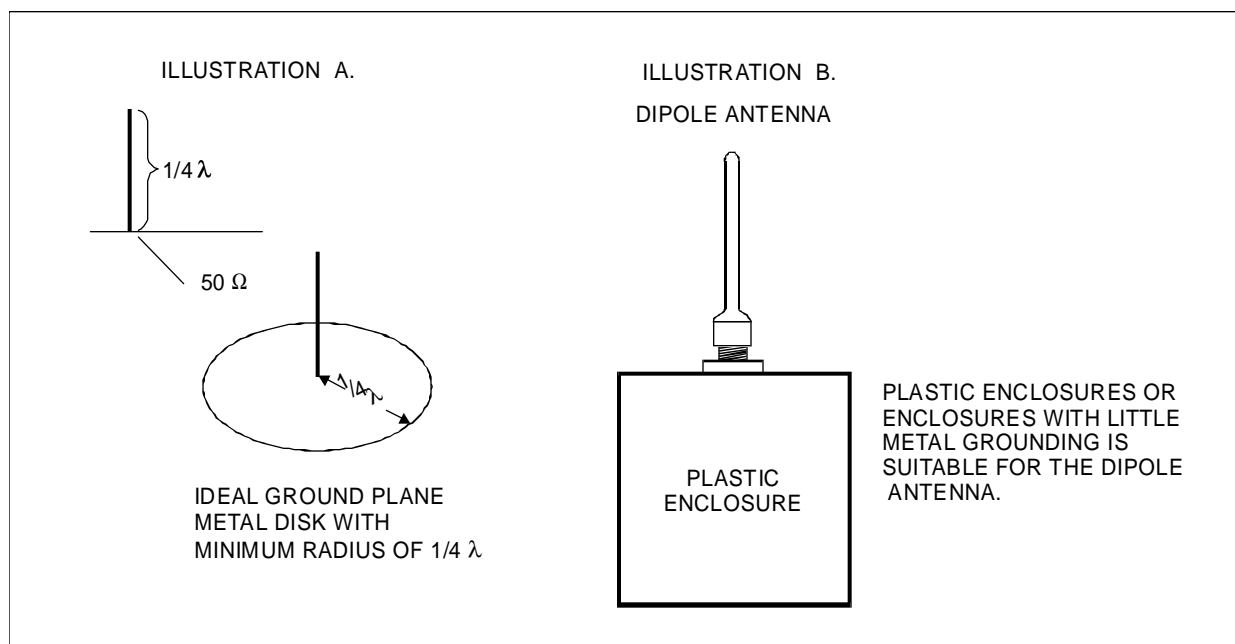 ILLUSTRATION A.
1/4 λ
50 Ω
1/4λ
IDEAL GROUND PLANE
METAL DISK WITH
MINIMUM RADIUS OF 1/4 λ
ILLUSTRATION B.
DIPOLE ANTENNA
PLASTIC
ENCLOSURE
PLASTIC ENCLOSURES OR
ENCLOSURES WITH LITTLE
METAL GROUNDING IS
SUITABLE FOR THE DIPOLE
ANTENNA.